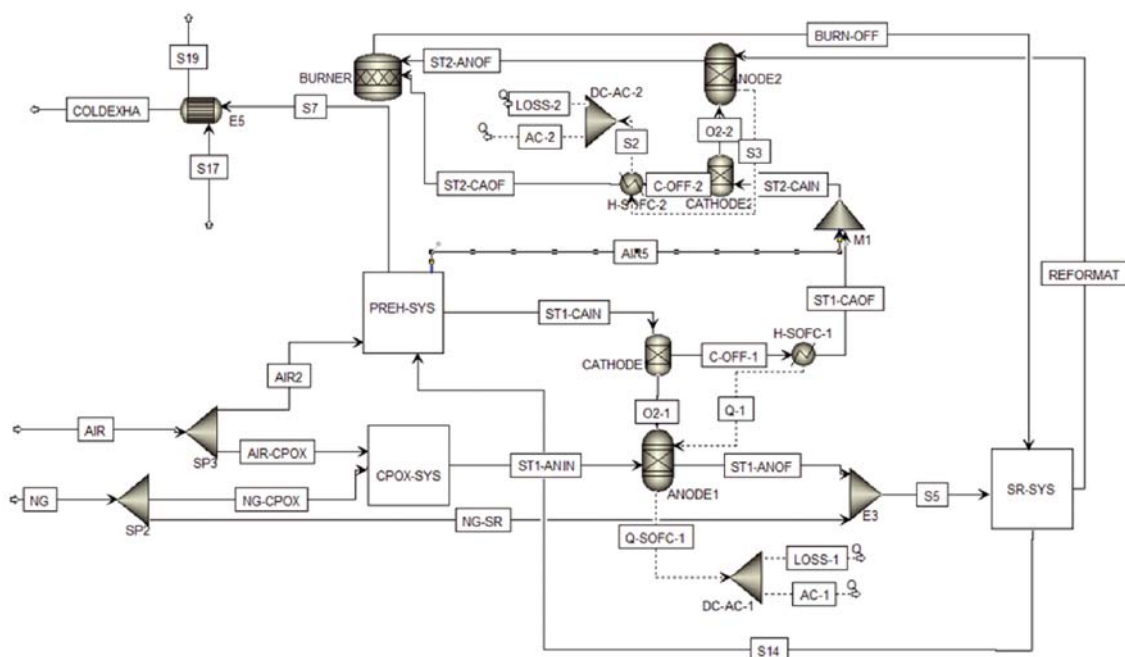 BURN-OFF
S19
ST2-ANOF
ANODE2
BURNER
DC-AC-2
Q
LOSS-2
COLDEXHA
S7
E5
O2-2
Q
AC-2
S2
S3
S17
ST2-CAOF
C-OFF-2
ST2-CAIN
H-SOFC-2
CATHODE2
M1
AIR5
REFORMAT
PREH-SYS
ST1-CAIN
ST1-CAOF
H-SOFC-1
CATHODE
C-OFF-1
AIR2
O2-1
Q-1
AIR
SP3
AIR-CPOX
CPOX-SYS
ST1-ANIN
ST1-ANOF
ANODE1
NG
NG-CPOX
S5
SR-SYS
SP2
NG-SR
E3
Q-SOFC-1
LOSS-1
Q
DC-AC-1
AC-1
Q
S14